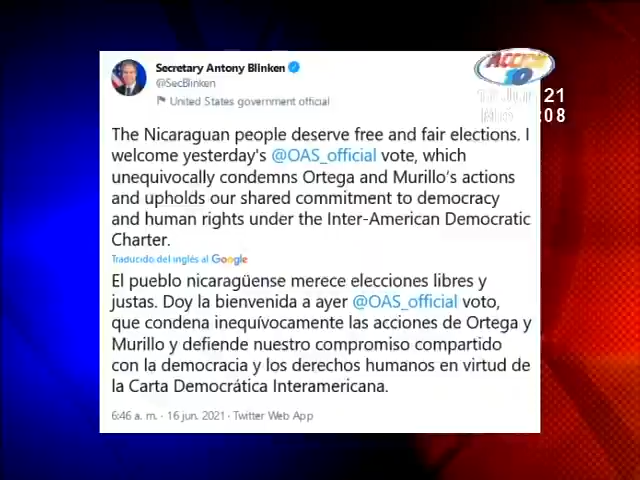 Secretary Antony Blinken
@SecBlinken
United States government official
ACCION
10
21
:08
The Nicaraguan people deserve free and fair elections. I
welcome yesterday's @OAS_official vote, which
unequivocally condemns Ortega and Murillo's actions
and upholds our shared commitment to democracy
and human rights under the Inter-American Democratic
Charter.
Traducido del inglés al Google
El pueblo nicaragüense merece elecciones libres y
justas. Doy la bienvenida a ayer @OAS_official voto,
que condena inequívocamente las acciones de Ortega y
Murillo y defiende nuestro compromiso compartido
con la democracia y los derechos humanos en virtud de
la Carta Democrática Interamericana.
6:46 a. m. · 16 jun. 2021 · Twitter Web App